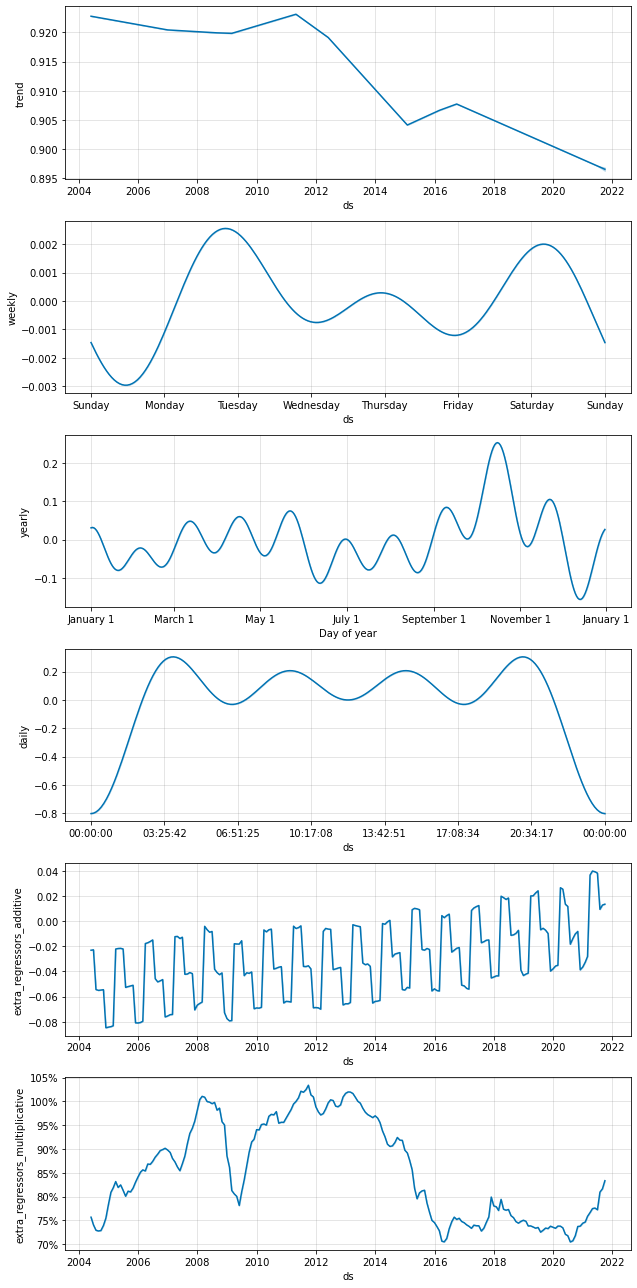 0.920
0.915
0.910
0.905
0.900
0.895
trend
2004 2006 2008 2010 2012 2014 2016 2018 2020 2022
ds
0.002
0.001
0.000
−0.001
−0.002
−0.003
weekly
Sunday Monday Tuesday Wednesday Thursday Friday Saturday Sunday
ds
0.2
0.1
0.0
−0.1
yearly
January 1 March 1 May 1 July 1 September 1 November 1 January 1
Day of year
0.2
0.0
−0.2
−0.4
−0.6
−0.8
daily
00:00:00 03:25:42 06:51:25 10:17:08 13:42:51 17:08:34 20:34:17 00:00:00
ds
0.04
0.02
0.00
−0.02
−0.04
−0.06
−0.08
extra_regressors_additive
2004 2006 2008 2010 2012 2014 2016 2018 2020 2022
ds
105%
100%
95%
90%
85%
80%
75%
70%
extra_regressors_multiplicative
2004 2006 2008 2010 2012 2014 2016 2018 2020 2022
ds